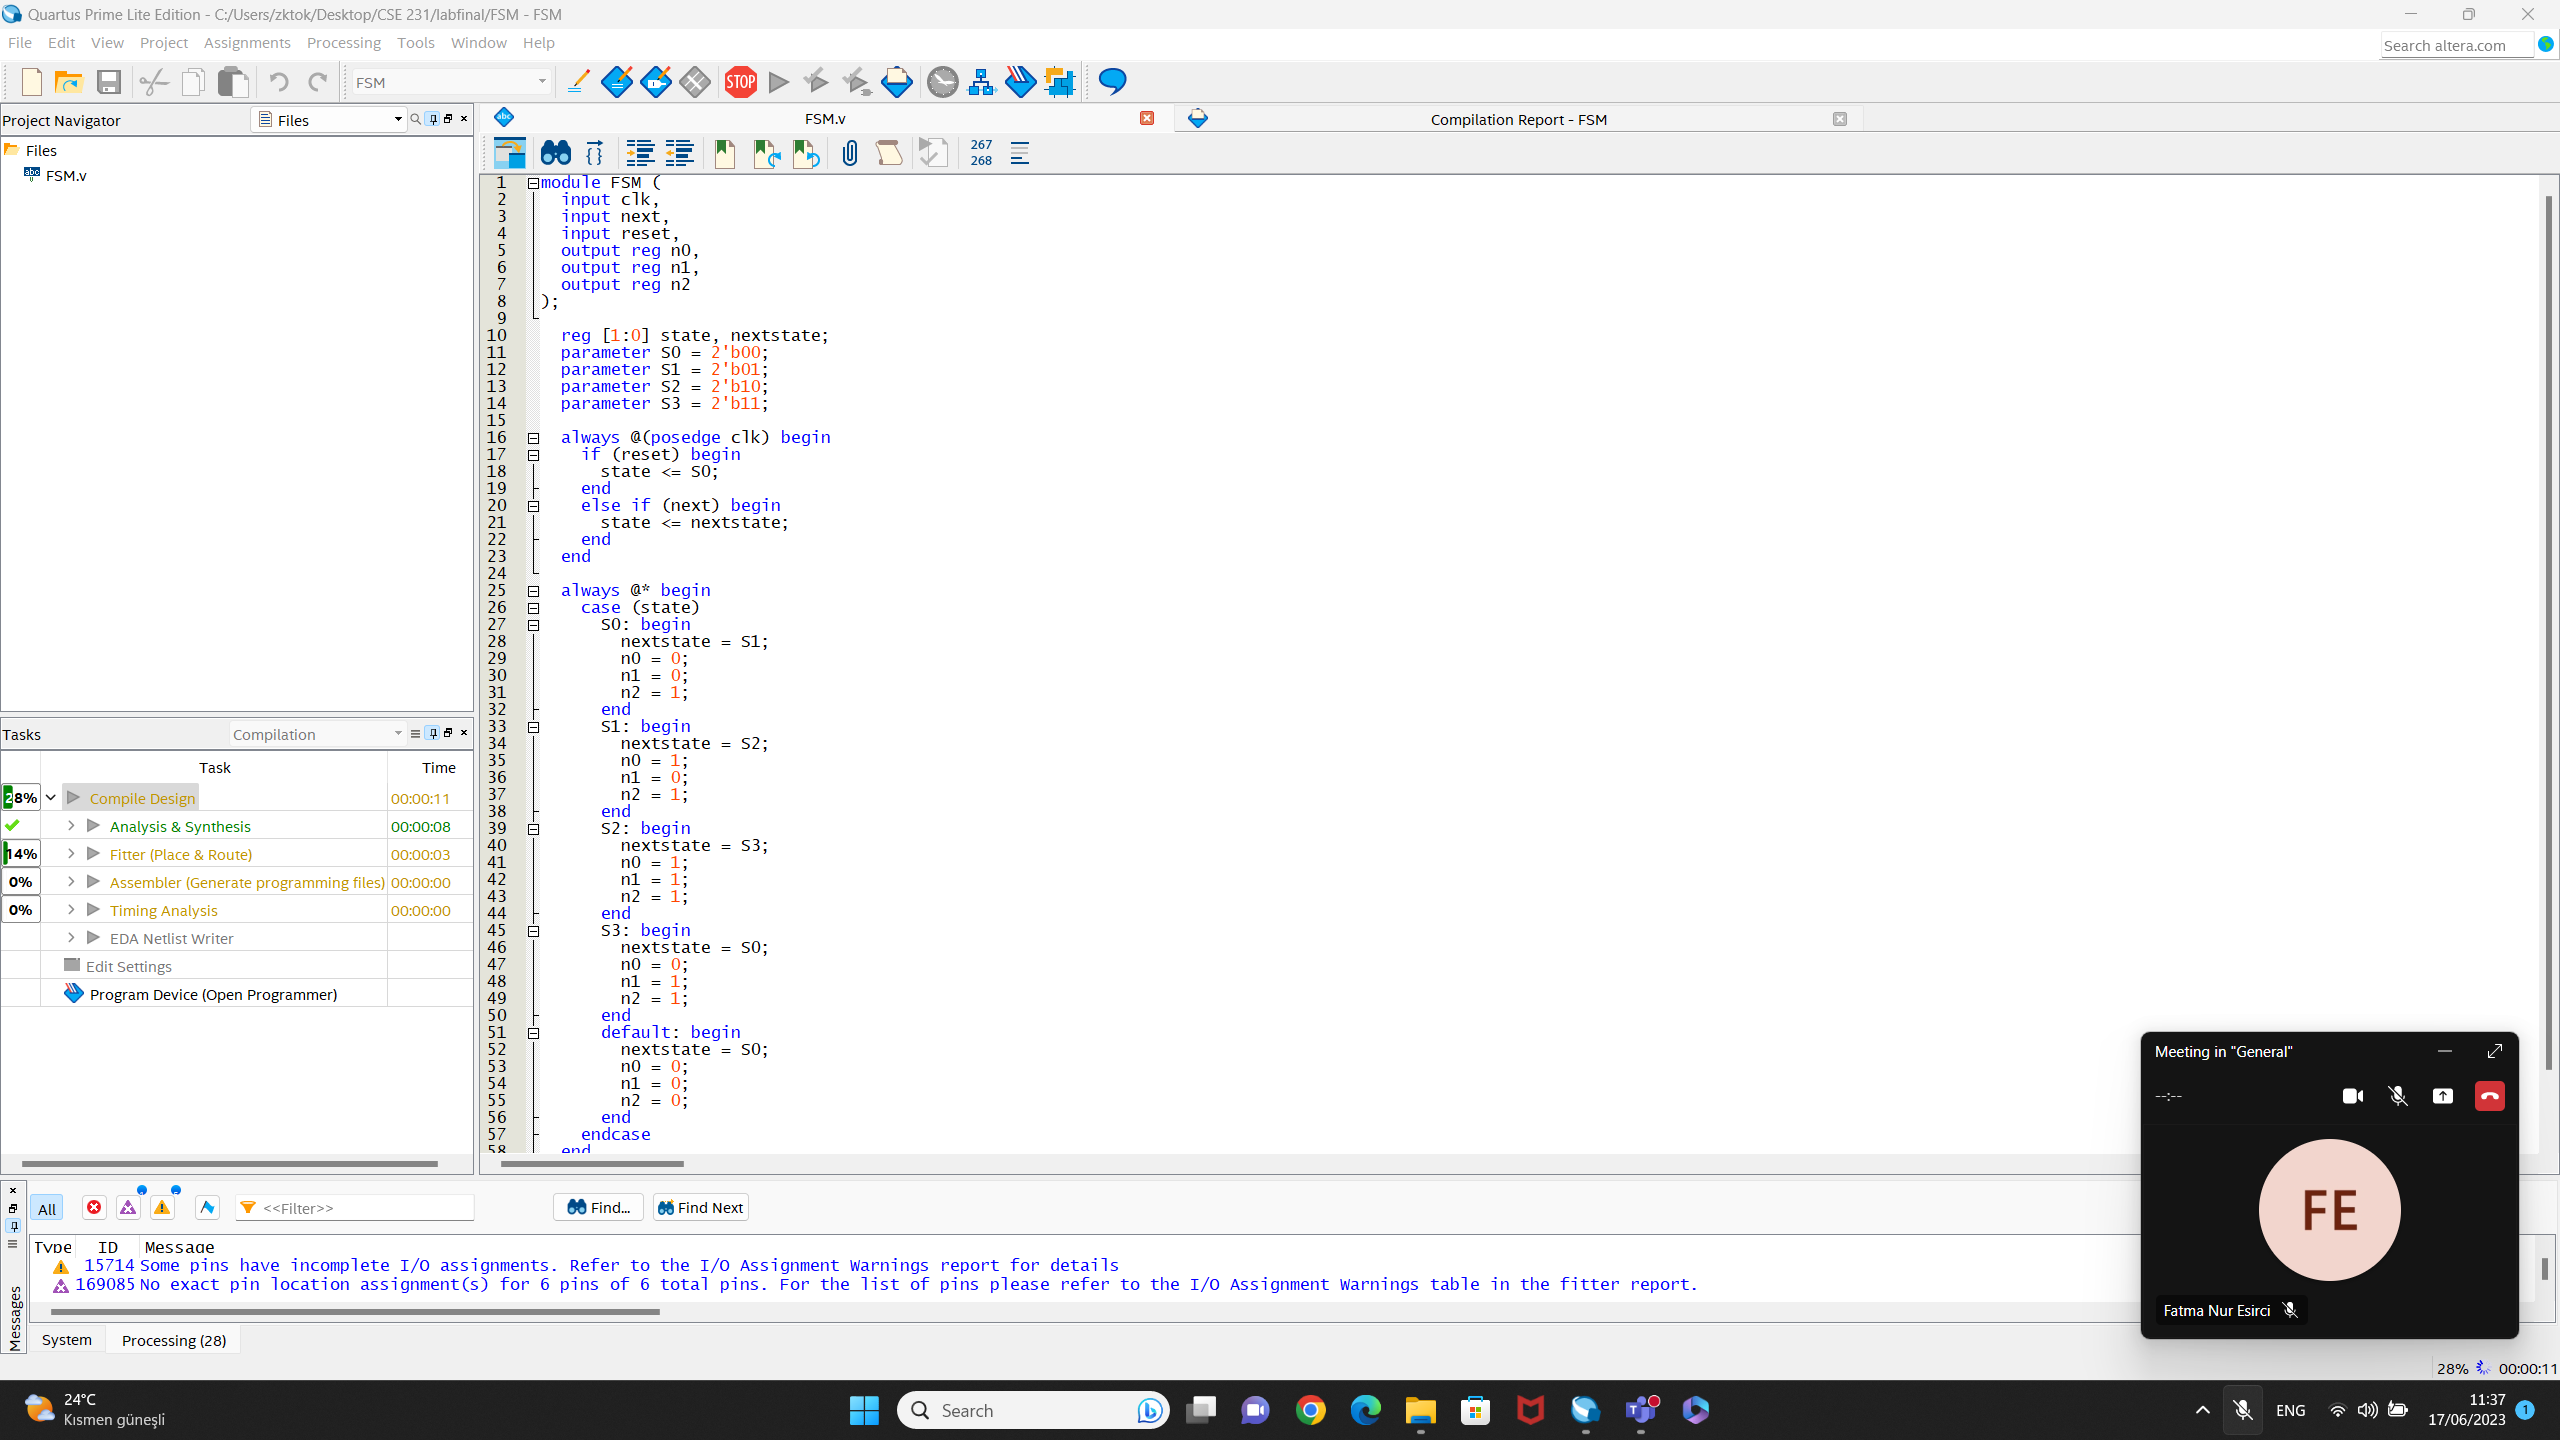 Quartus Prime Lite Edition - C:/Users/zktok/Desktop/CSE 231/labfinal/FSM - FSM
File Edit View Project Assignments Processing Tools Window Help
Search altera.com
FSM
STOP
Project Navigator
Files
abc FSM.v
Compilation Report - FSM
Files
abc FSM.v
267
268
1 module FSM (
2 input clk,
3 input next,
4 input reset,
5 output reg n0,
6 output reg n1,
7 output reg n2
8 );
9
10 reg [1:0] state, nextstate;
11 parameter S0 = 2'b00;
12 parameter S1 = 2'b01;
13 parameter S2 = 2'b10;
14 parameter S3 = 2'b11;
15
16 always @(posedge clk) begin
17 if (reset) begin
18 state <= S0;
19 end
20 else if (next) begin
21 state <= nextstate;
22 end
23 end
24
25 always @* begin
26 case (state)
27 S0: begin
28 nextstate = S1;
29 n0 = 0;
30 n1 = 0;
31 n2 = 1;
32 end
33 S1: begin
34 nextstate = S2;
35 n0 = 1;
36 n1 = 0;
37 n2 = 1;
38 end
39 S2: begin
40 nextstate = S3;
41 n0 = 1;
42 n1 = 1;
43 n2 = 1;
44 end
45 S3: begin
46 nextstate = S0;
47 n0 = 0;
48 n1 = 1;
49 n2 = 1;
50 end
51 default: begin
52 nextstate = S0;
53 n0 = 0;
54 n1 = 0;
55 n2 = 0;
56 end
57 endcase
58 end
Tasks
Compilation
Task Time
28% Compile Design 00:00:11
Analysis & Synthesis 00:00:08
14% Fitter (Place & Route) 00:00:03
0% Assembler (Generate programming files) 00:00:00
0% Timing Analysis 00:00:00
EDA Netlist Writer
Edit Settings
Program Device (Open Programmer)
Meeting in "General"
--:--
FE
Fatma Nur Esirci
All
<<Filter>>
Find...
Find Next
Type ID Message
15714 Some pins have incomplete I/O assignments. Refer to the I/O Assignment Warnings report for details
169085 No exact pin location assignment(s) for 6 pins of 6 total pins. For the list of pins please refer to the I/O Assignment Warnings table in the fitter report.
Messages
System
Processing (28)
28% 00:00:11
24°C
Kısmen güneşli
Search
ENG
11:37
17/06/2023
1